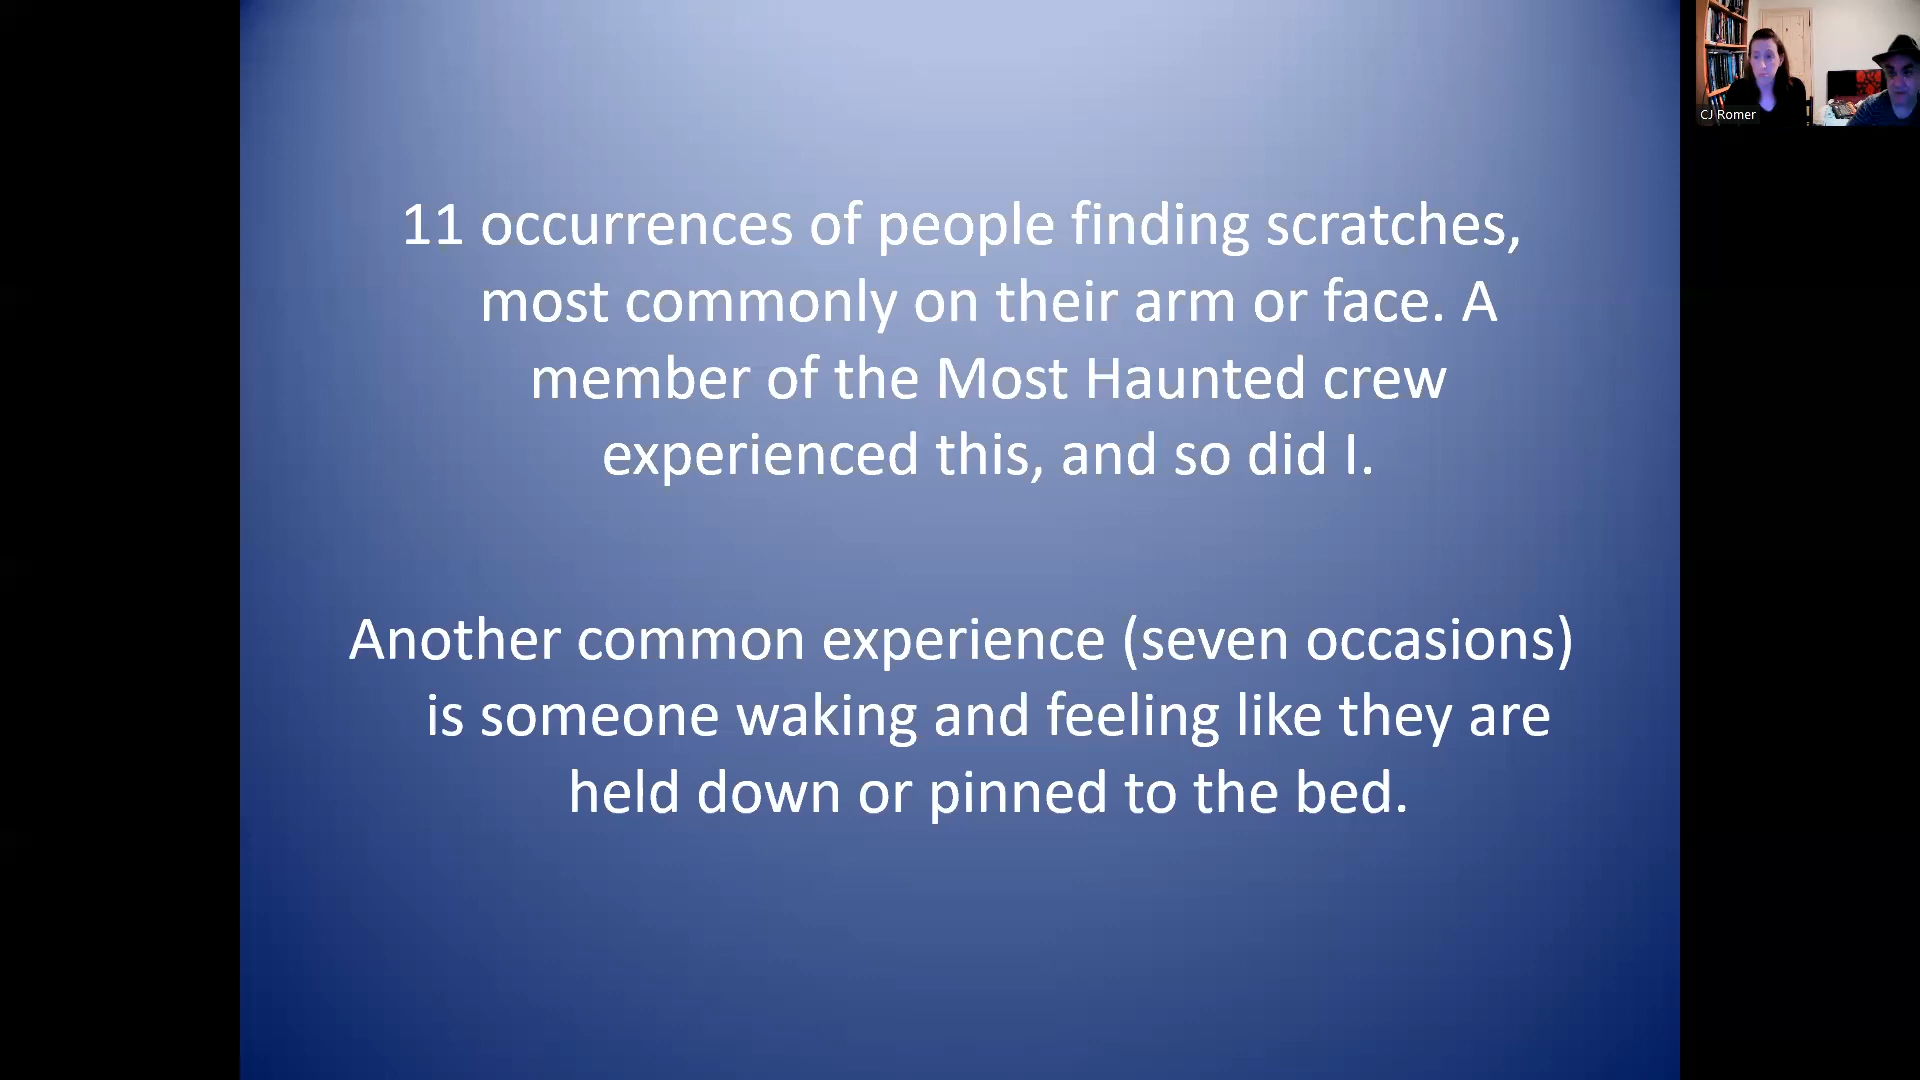 11 occurrences of people finding scratches,
most commonly on their arm or face. A
member of the Most Haunted crew
experienced this, and so did I.
Another common experience (seven occasions)
is someone waking and feeling like they are
held down or pinned to the bed.
CJ Romer